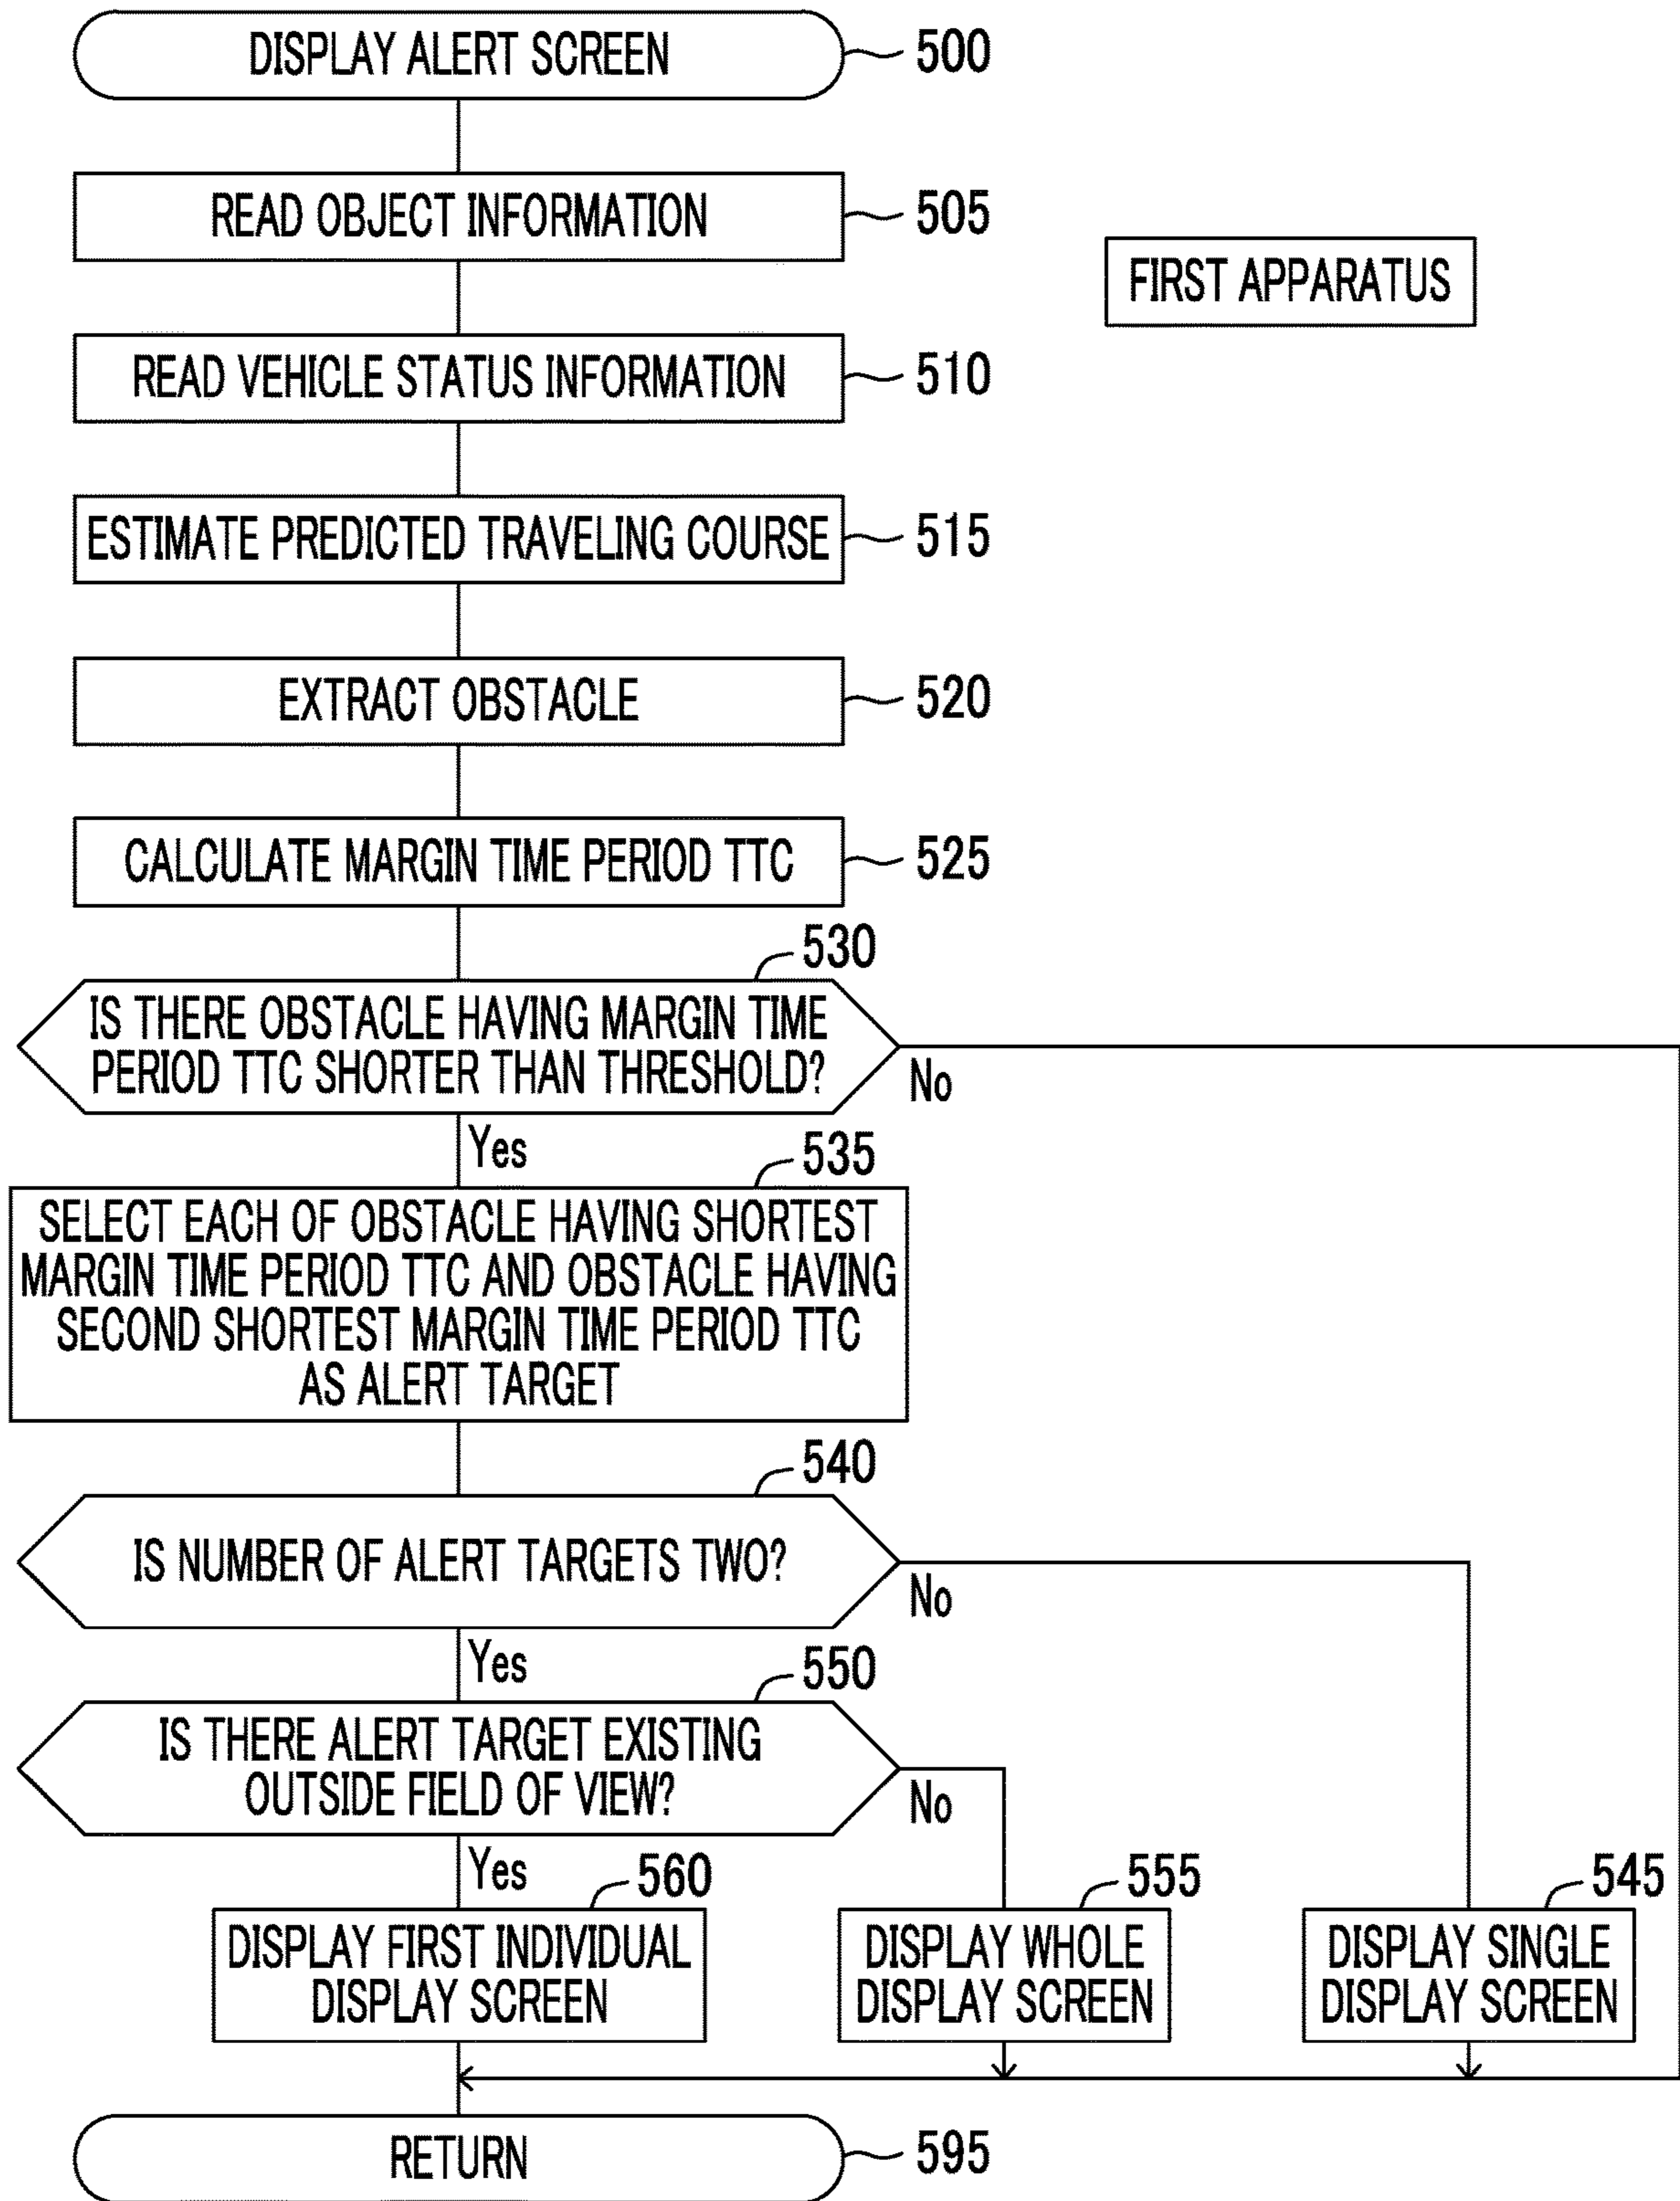 DISPLAY ALERT SCREEN
500
READ OBJECT INFORMATION
505
FIRST APPARATUS
READ VEHICLE STATUS INFORMATION
510
ESTIMATE PREDICTED TRAVELING COURSE
515
EXTRACT OBSTACLE
520
CALCULATE MARGIN TIME PERIOD TTC
525
530
IS THERE OBSTACLE HAVING MARGIN TIME
PERIOD TTC SHORTER THAN THRESHOLD?
No
Yes
535
SELECT EACH OF OBSTACLE HAVING SHORTEST
MARGIN TIME PERIOD TTC AND OBSTACLE HAVING
SECOND SHORTEST MARGIN TIME PERIOD TTC
AS ALERT TARGET
540
IS NUMBER OF ALERT TARGETS TWO?
No
Yes
550
IS THERE ALERT TARGET EXISTING
OUTSIDE FIELD OF VIEW?
No
Yes
560
DISPLAY FIRST INDIVIDUAL
DISPLAY SCREEN
555
DISPLAY WHOLE
DISPLAY SCREEN
545
DISPLAY SINGLE
DISPLAY SCREEN
RETURN
595